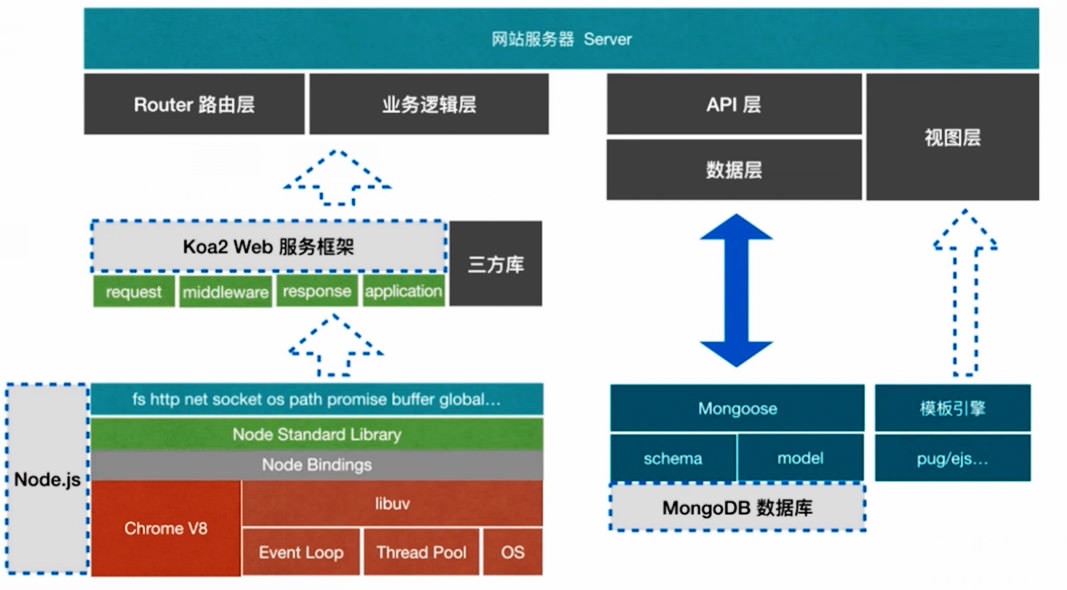 网站服务器 Server
Router 路由层
业务逻辑层
API 层
视图层
数据层
Koa2 Web 服务框架
三方库
request
middleware
response
application
fs http net socket os path promise buffer global...
Node Standard Library
Node Bindings
Node.js
Chrome V8
libuv
Event Loop
Thread Pool
OS
Mongoose
schema
model
MongoDB 数据库
模板引擎
pug/ejs...